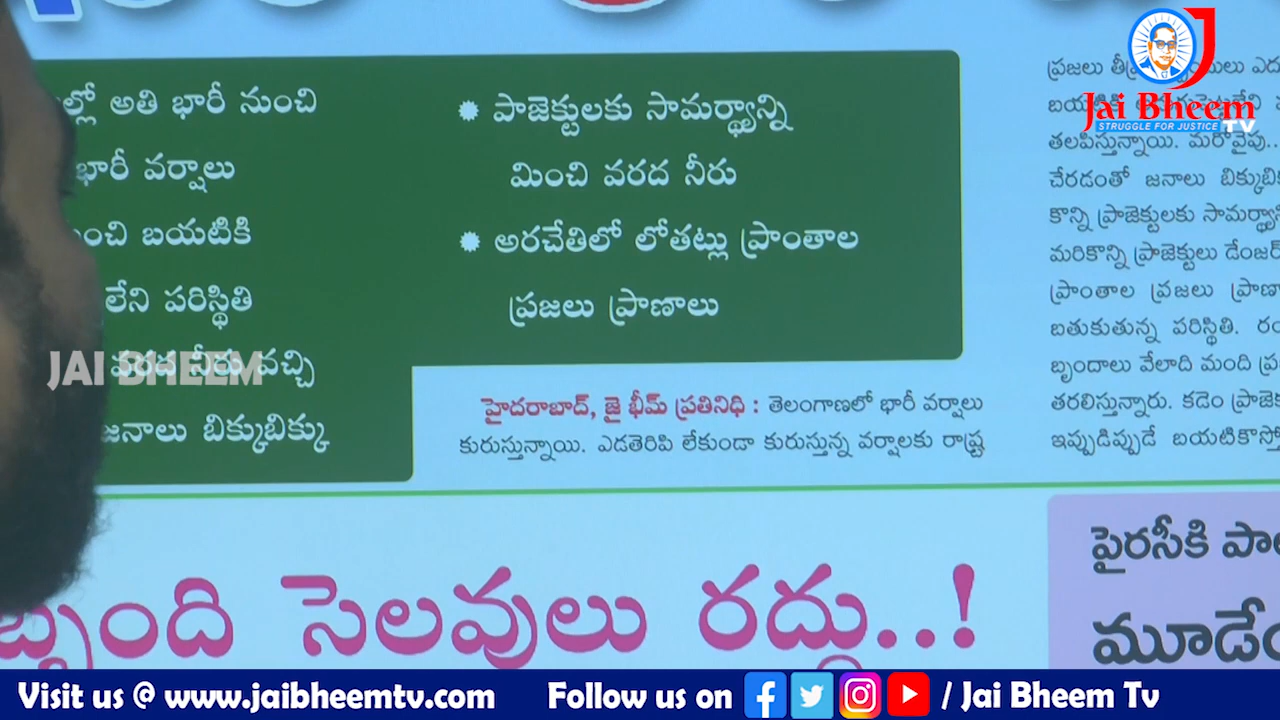 అతి భారీ నుంచి
భారీ వర్షాలు
బయటికి
లేని పరిస్థితి
వరద నీరు వచ్చి
జనాలు బిక్కుబిక్కు
పాజెక్టులకు సామర్థ్యాన్ని
మించి వరద నీరు
అరచేతిలో లోతట్లు ప్రాంతాల
ప్రజలు ప్రాణాలు
హైదరాబాద్, జై భీమ్ ప్రతినిధి : తెలంగాణలో భారీ వర్షాలు
కురుస్తున్నాయి. ఎడతెరిపి లేకుండా కురుస్తున్న వర్షాలకు రాష్ట్ర
ప్రజలు
బయటికి
తలపిస్తున్నాయి. మరోవైపు..
చేరడంతో జనాలు
కొన్ని ప్రాజెక్టులకు
మరికొన్ని ప్రాజెక్టులు
ప్రాంతాల ప్రజలు
బతుకుతున్న పరిస్థితి.
బృందాలు వేలాది మంది
తరలిస్తున్నారు. కడెం
ఇప్పుడిప్పుడే
సెలవులు రద్దు..!
పైరసీకి
Jai Bheem
STRUGGLE FOR JUSTICE TV
JAI BHEEM
Visit us @ www.jaibheemtv.com Follow us on / Jai Bheem Tv